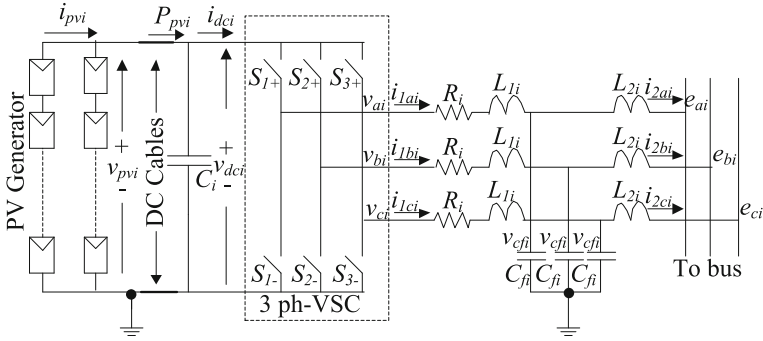 i_pvi P_pvi i_dci
PV Generator
+
v_pvi
-
DC Cables
C_i
+
v_dci
-
S_1+ S_2+ S_3+
S_1- S_2- S_3-
3 ph-VSC
v_ai i_1ai R_i L_1i L_2i i_2ai e_ai
v_bi i_1bi R_i L_1i L_2i i_2bi e_bi
v_ci i_1ci R_i L_1i L_2i i_2ci e_ci
v_cfi v_cfi v_cfi
C_fi C_fi C_fi
To bus